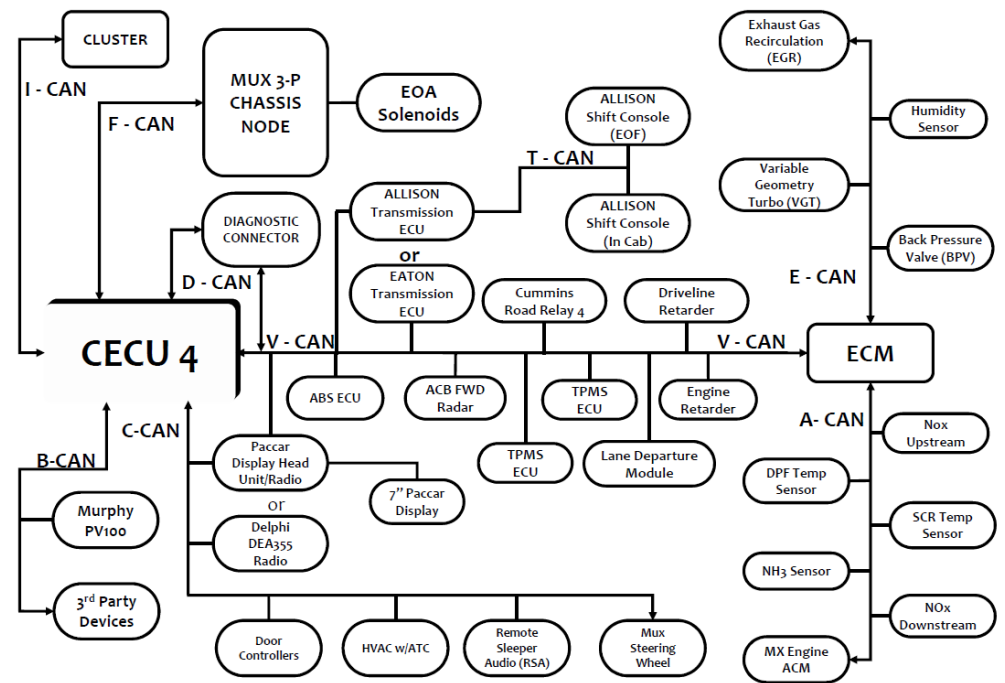 CLUSTER
I - CAN
F - CAN
MUX 3-P
CHASSIS
NODE
EOA
Solenoids
ALLISON
Shift Console
(EOF)
T - CAN
ALLISON
Shift Console
(In Cab)
ALLISON
Transmission
ECU
or
EATON
Transmission
ECU
DIAGNOSTIC
CONNECTOR
D - CAN
Exhaust Gas
Recirculation
(EGR)
Humidity
Sensor
Variable
Geometry
Turbo (VGT)
Back Pressure
Valve (BPV)
E - CAN
Cummins
Road Relay 4
Driveline
Retarder
CECU 4
V - CAN
V - CAN
ECM
ABS ECU
ACB FWD
Radar
TPMS
ECU
Engine
Retarder
TPMS
ECU
Lane Departure
Module
A- CAN
Nox
Upstream
DPF Temp
Sensor
SCR Temp
Sensor
NH3 Sensor
NOx
Downstream
MX Engine
ACM
C-CAN
B-CAN
Paccar
Display Head
Unit/Radio
7” Paccar
Display
or
Delphi
DEA355
Radio
Murphy
PV100
3rd Party
Devices
Door
Controllers
HVAC w/ATC
Remote
Sleeper
Audio (RSA)
Mux
Steering
Wheel